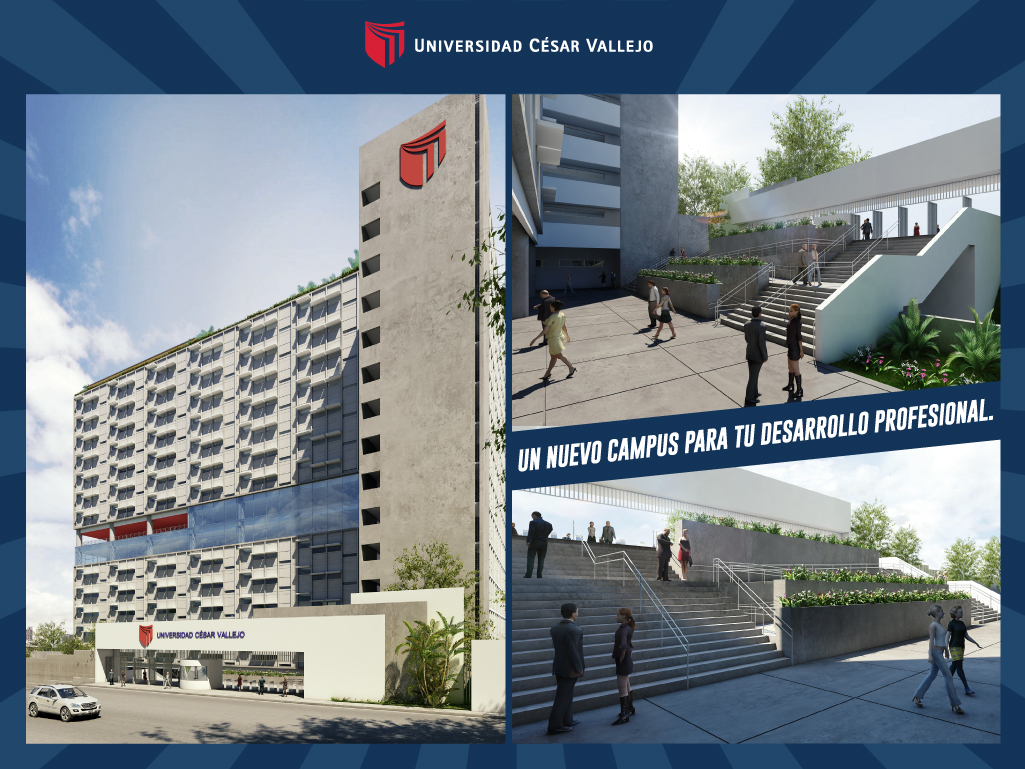 UNIVERSIDAD CÉSAR VALLEJO
UN NUEVO CAMPUS PARA TU DESARROLLO PROFESIONAL.
UNIVERSIDAD CÉSAR VALLEJO